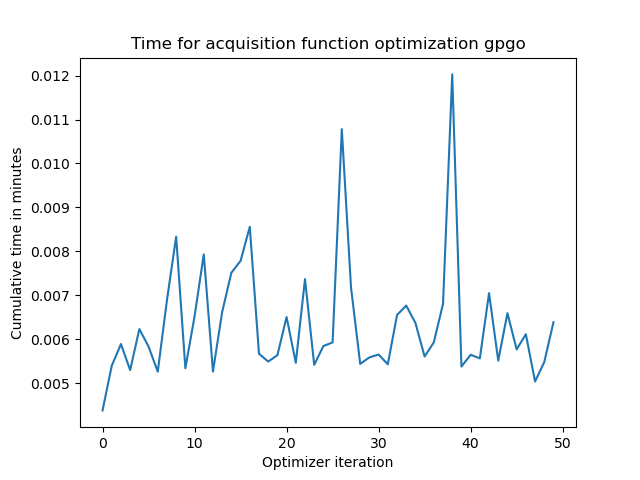 Time for acquisition function optimization gpgo
Cumulative time in minutes
0.012
0.011
0.010
0.009
0.008
0.007
0.006
0.005
0 10 20 30 40 50
Optimizer iteration